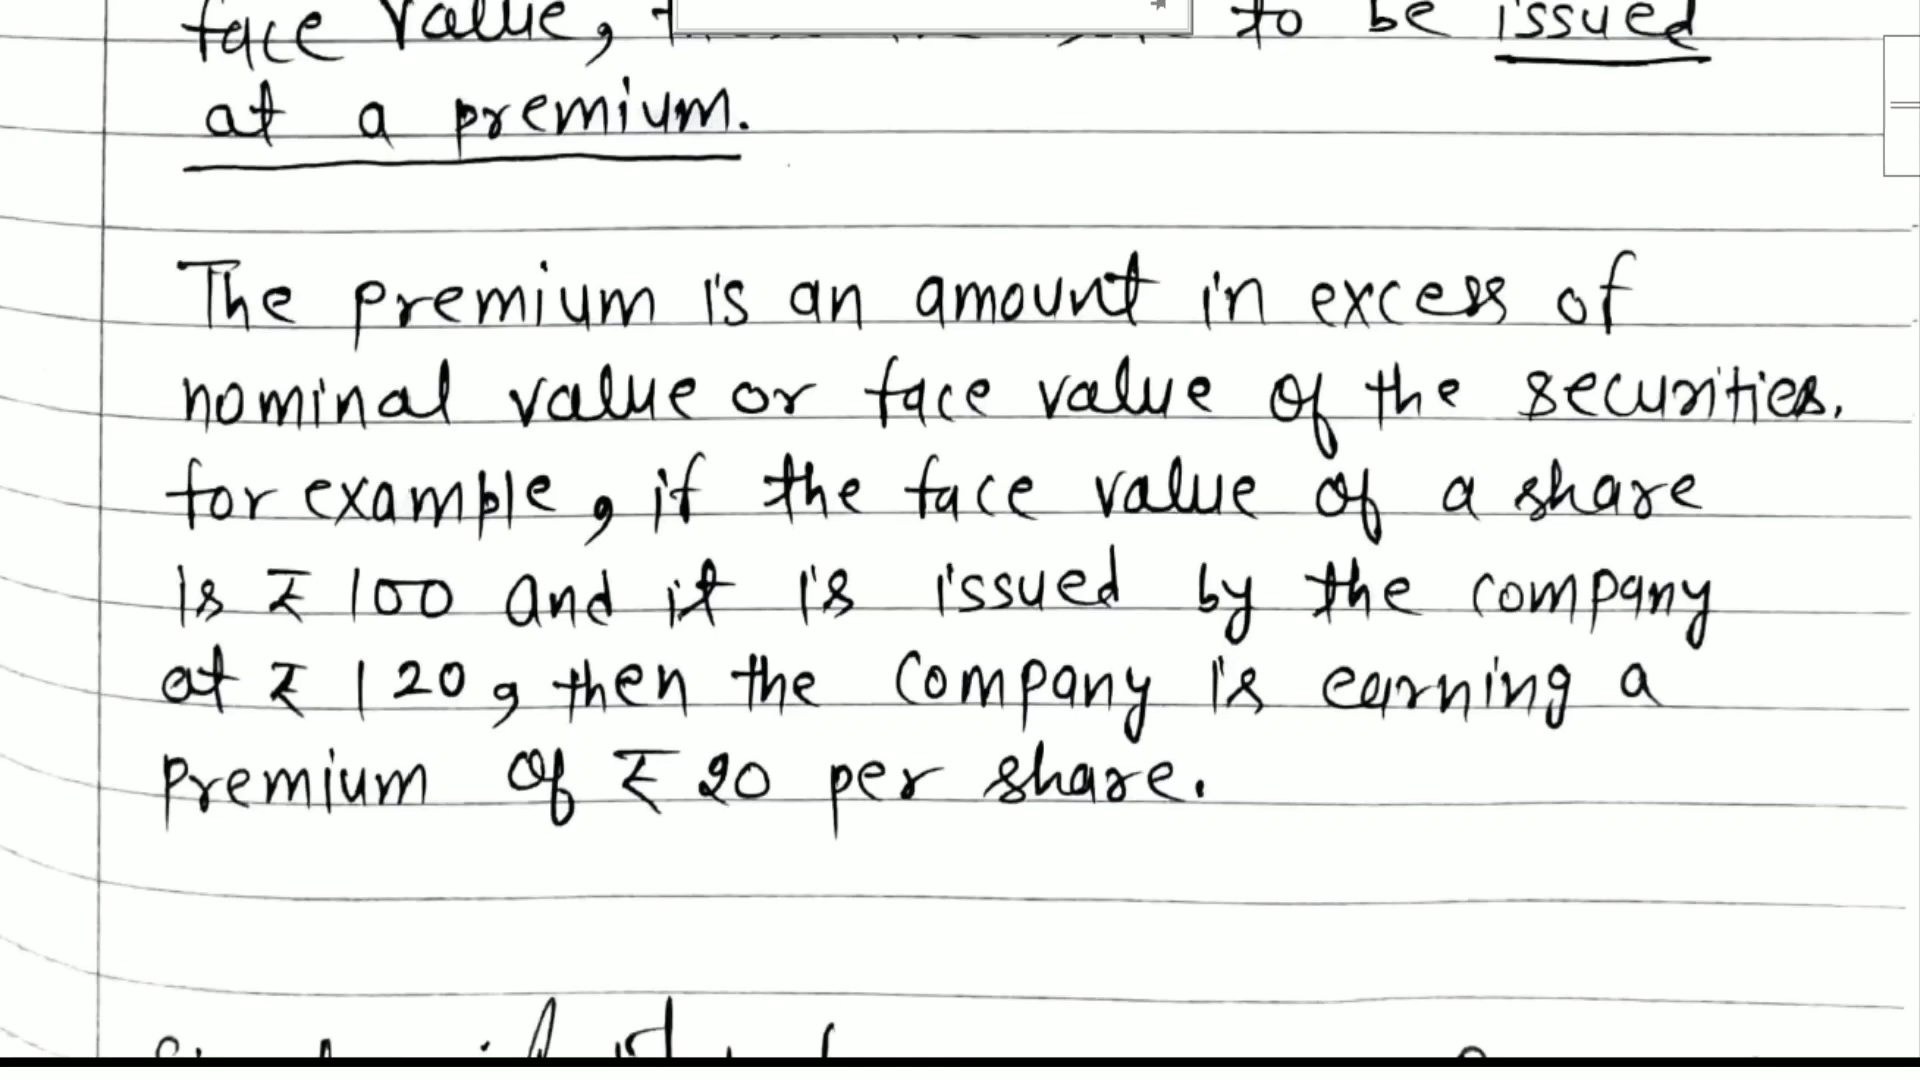 face value, to be issued
at a premium.
The premium is an amount in excess of
nominal value or face value of the securities.
for example, if the face value of a share
is ₹ 100 and it is issued by the company
at ₹ 120, then the company is earning a
premium of ₹ 20 per share.